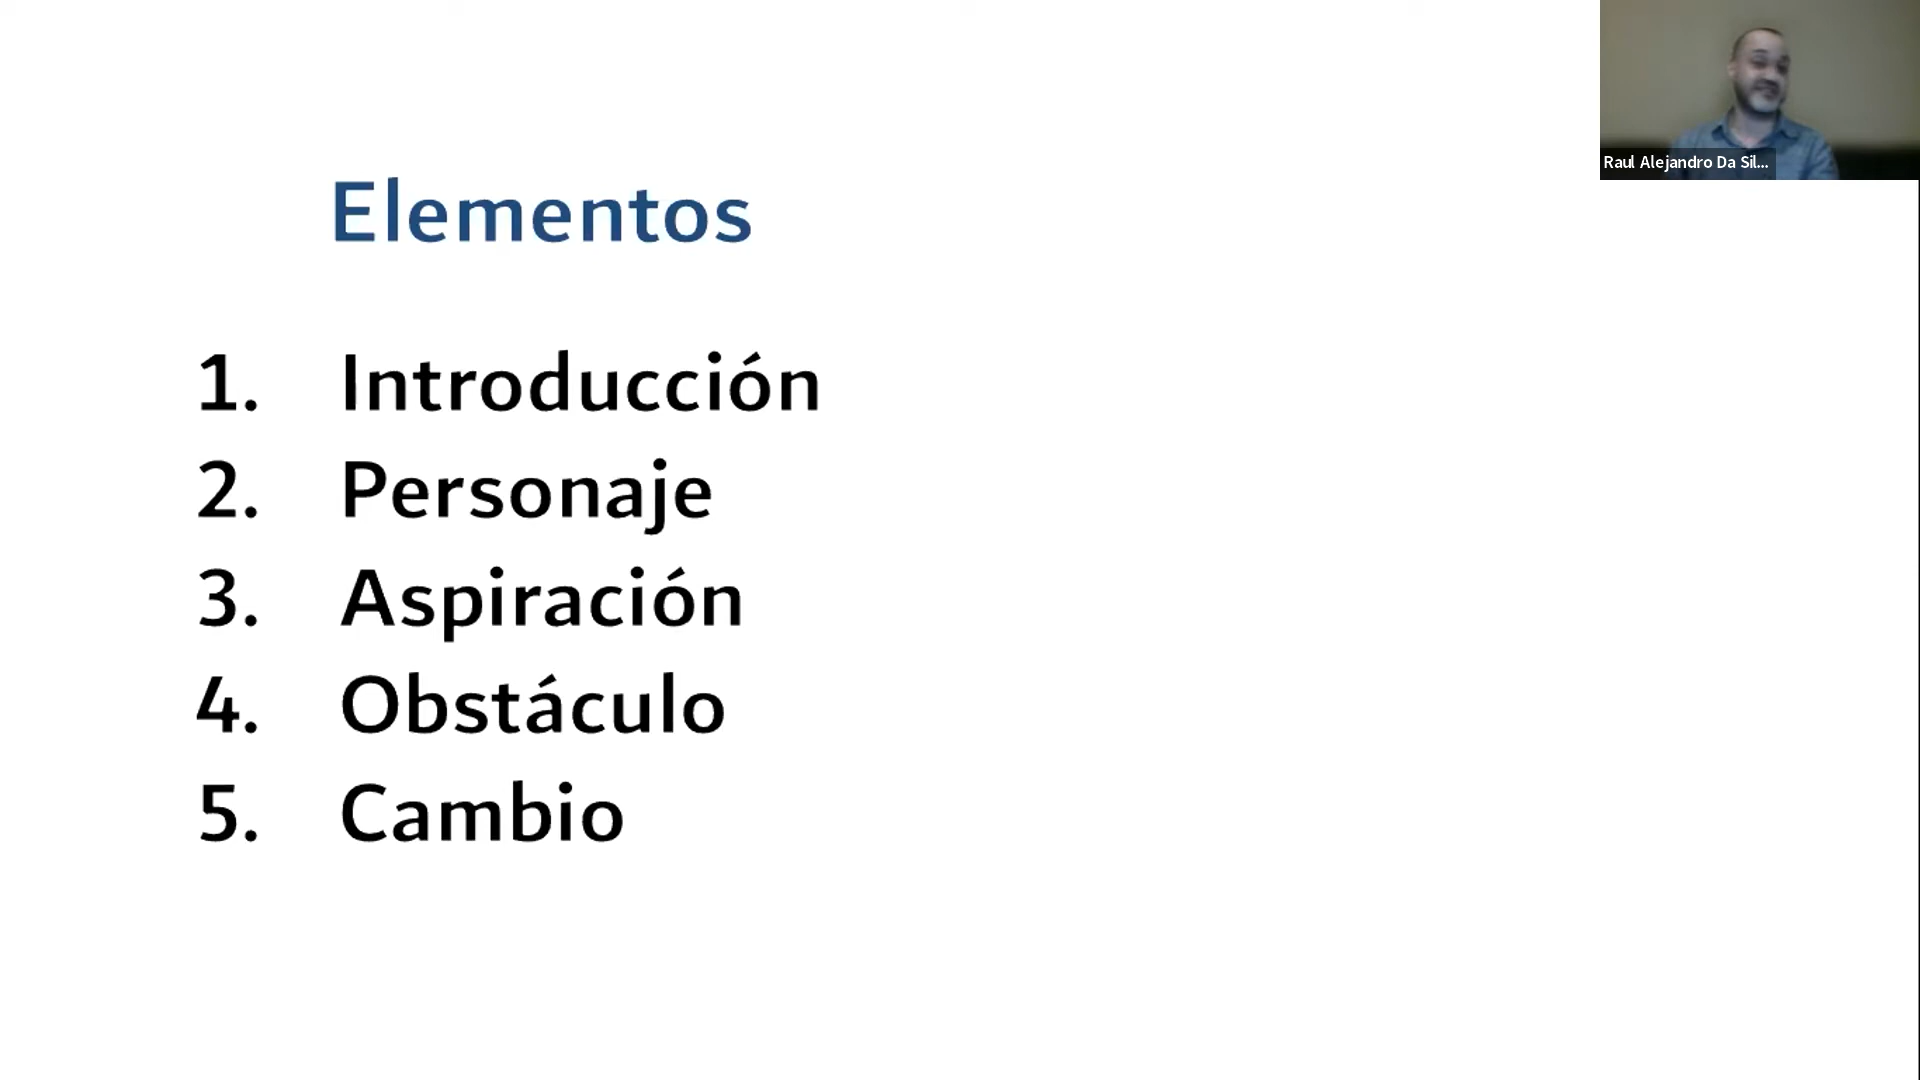 Elementos
1. Introducción
2. Personaje
3. Aspiración
4. Obstáculo
5. Cambio
Raul Alejandro Da Sil...